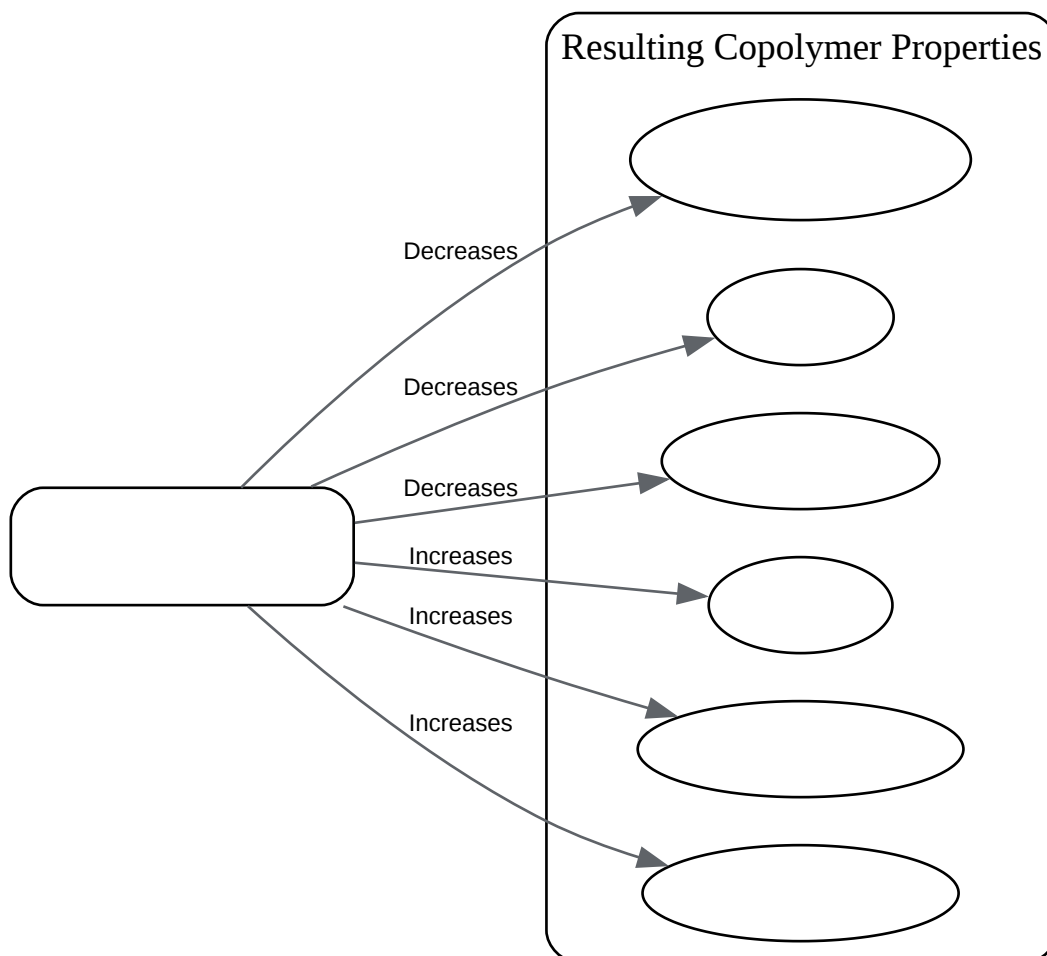 Resulting Copolymer Properties
Decreases
Decreases
Decreases
Increases
Increases
Increases